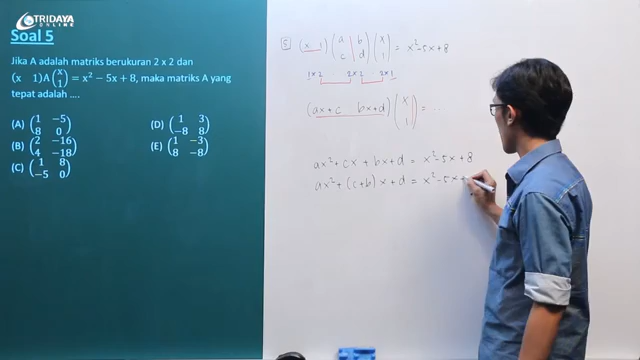 TRIDAYA
ONLINE
Soal 5
Jika A adalah matriks berukuran 2 x 2 dan
(x 1)A(x 1) = x² − 5x + 8, maka matriks A yang
tepat adalah ....
(A) (1 −5
8 0)
(B) (2 −16
4 −18)
(C) (1 8
−5 0)
(D) (1 3
−8 8)
(E) (1 −3
8 −8)
5 (x 1) (a b
c d) (x
1) = x²-5x+8
1x2 2x2 2x1
(ax+c bx+d) (x
1) = ...
ax² + cx + bx+d = x²-5x+8
ax² + (c+b)x+d = x²-5x+